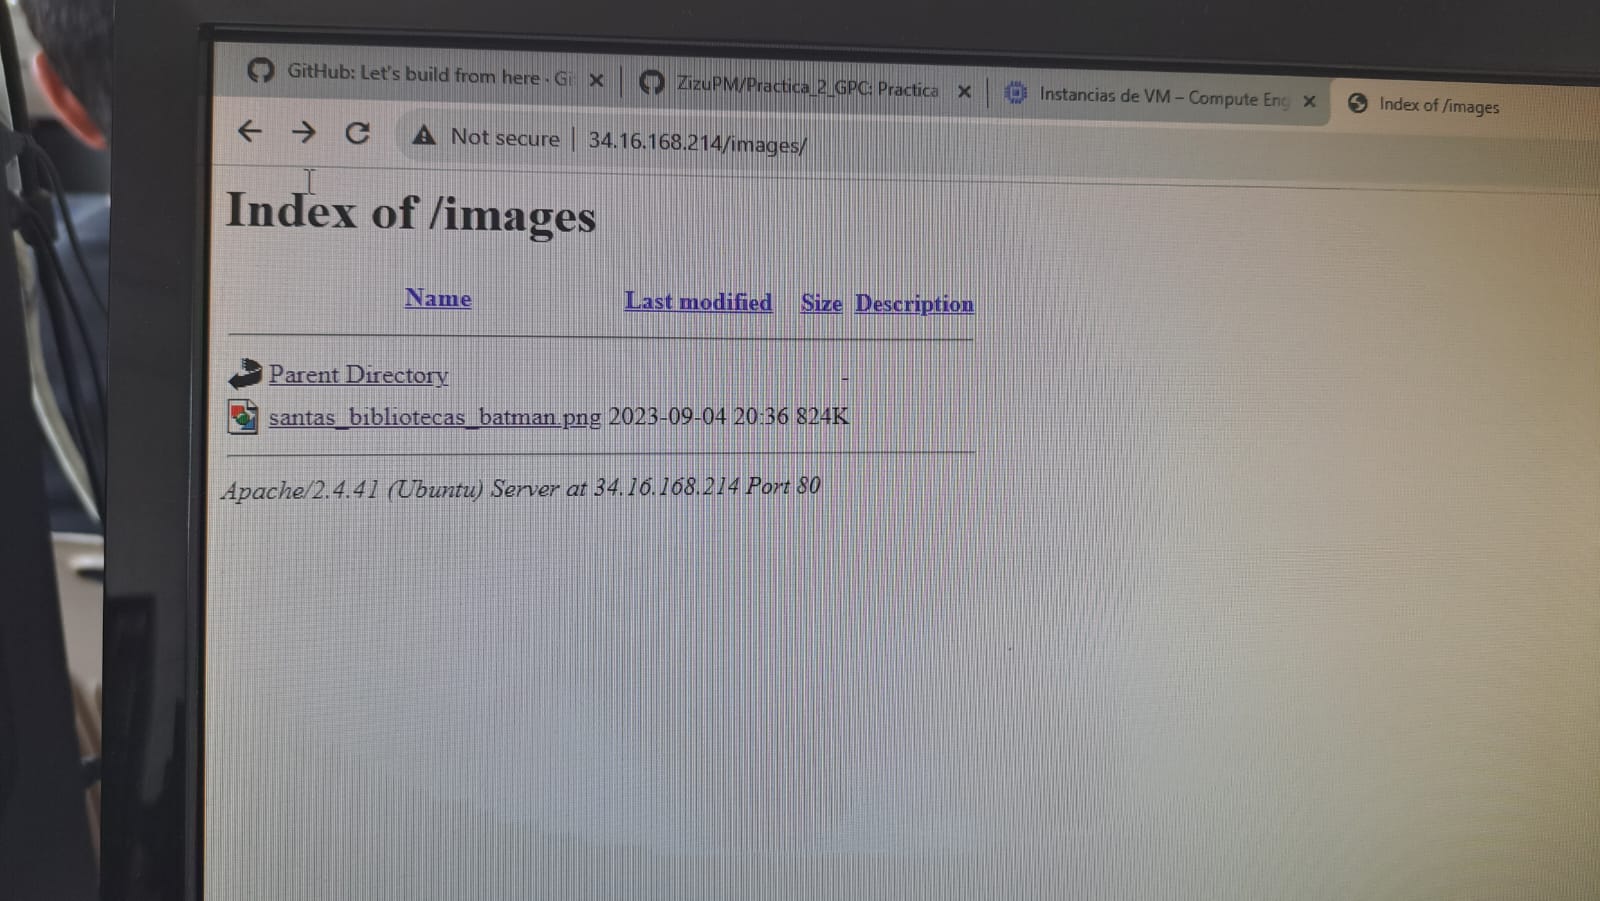 GitHub: Let's build from here · Gi
ZizuPM/Practica_2_GPC: Practica
Instancias de VM – Compute Eng
Index of /images
Not secure | 34.16.168.214/images/
Index of /images
Name Last modified Size Description
Parent Directory -
santas_bibliotecas_batman.png 2023-09-04 20:36 824K
Apache/2.4.41 (Ubuntu) Server at 34.16.168.214 Port 80